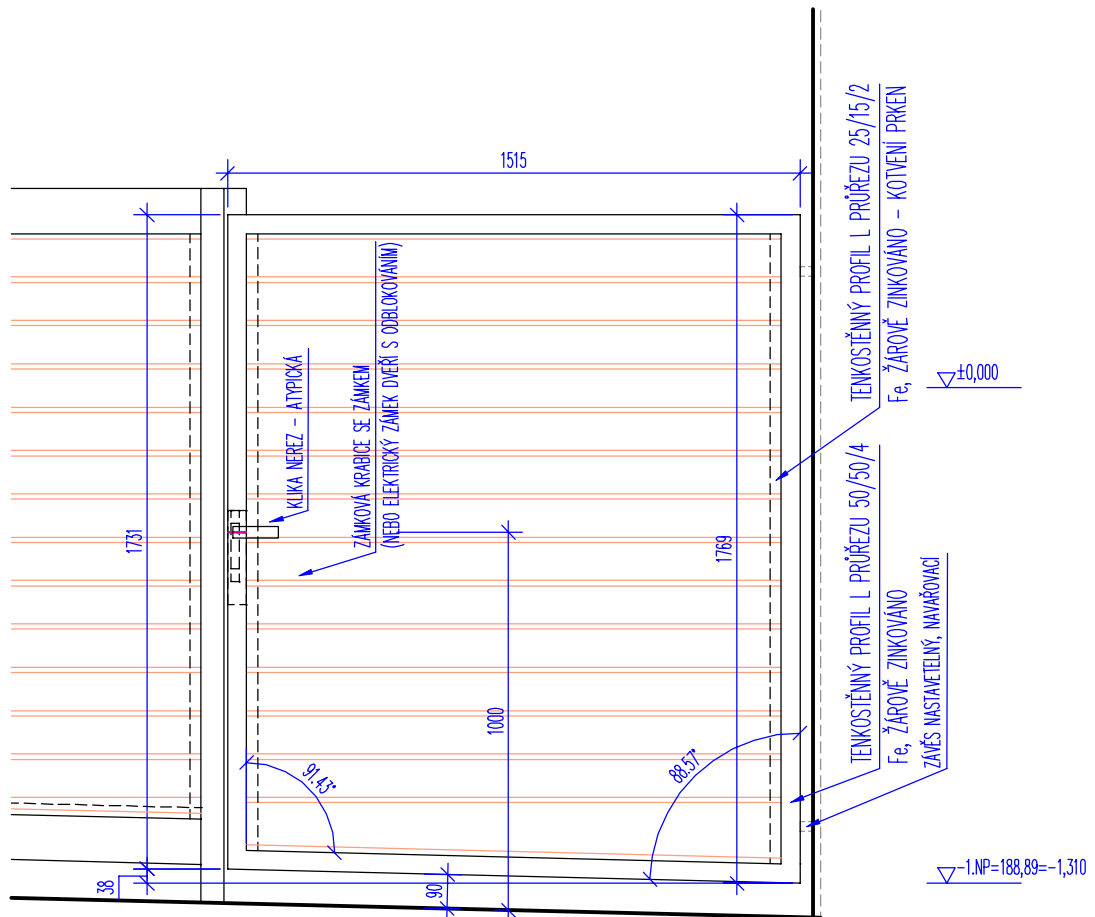 1515
TENKOSTĚNNÝ PROFIL L PRŮŘEZU 25/15/2
Fe, ŽÁROVĚ ZINKOVÁNO - KOTVENÍ PRKEN
±0,000
KLIKA NEREZ - ATYPICKÁ
ZÁMKOVÁ KRABICE SE ZÁMKEM
(NEBO ELEKTRICKÝ ZÁMEK DVEŘÍ S ODBLOKOVÁNÍM)
1731
1769
1000
TENKOSTĚNNÝ PROFIL L PRŮŘEZU 50/50/4
Fe, ŽÁROVĚ ZINKOVÁNO
ZÁVĚS NASTAVETELNÝ, NAVAŘOVACÍ
91.43°
88.57°
38
90
-1.NP=188,89=-1,310